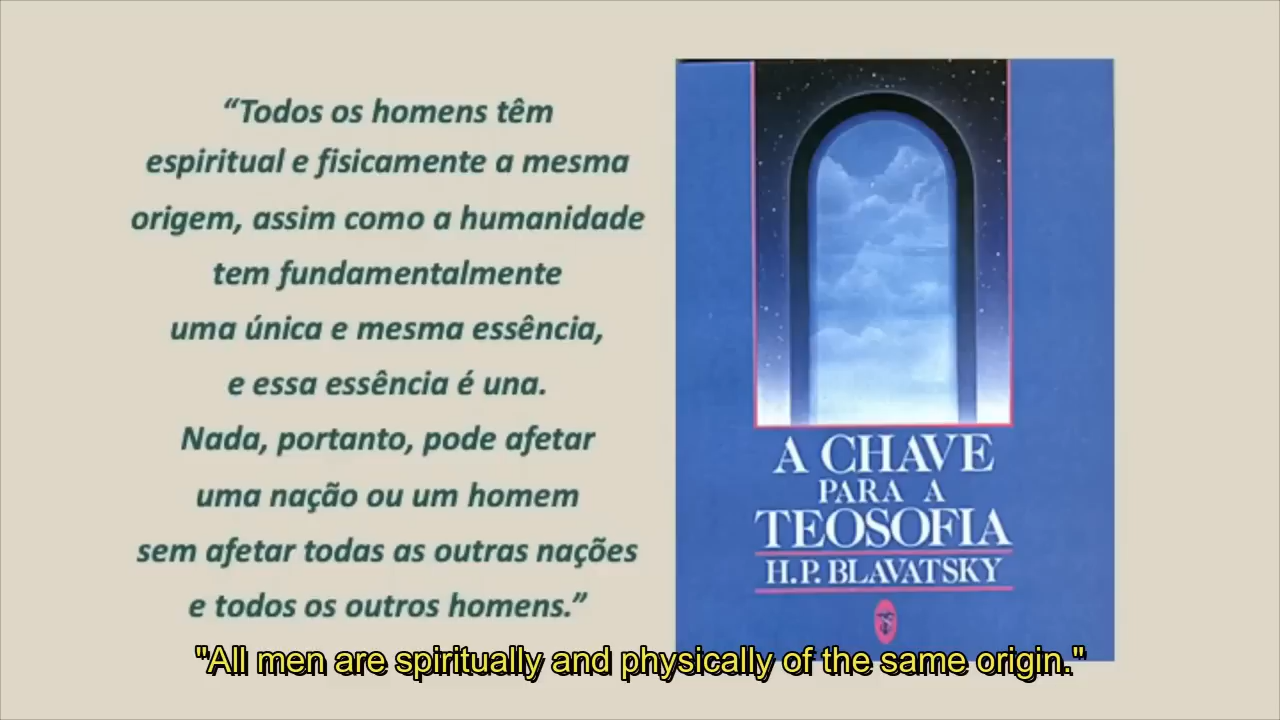 “Todos os homens têm
espiritual e fisicamente a mesma
origem, assim como a humanidade
tem fundamentalmente
uma única e mesma essência,
e essa essência é una.
Nada, portanto, pode afetar
uma nação ou um homem
sem afetar todas as outras nações
e todos os outros homens.”
A CHAVE
PARA A
TEOSOFIA
H.P. BLAVATSKY
"All men are spiritually and physically of the same origin."